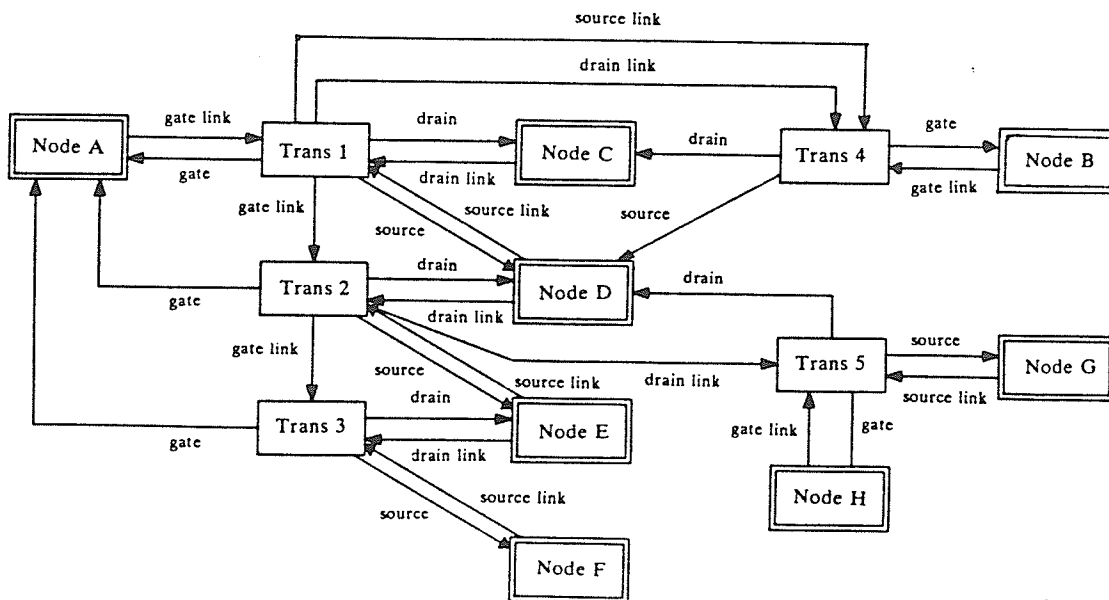 source link
drain link
Node A
gate link
gate
Trans 1
drain
drain link
Node C
drain
Trans 4
gate
gate link
Node B
gate link
source link
source
source
Trans 2
gate
drain
drain link
Node D
drain
gate link
source
source link
drain link
Trans 5
source
source link
Node G
Trans 3
gate
drain
drain link
Node E
gate link
gate
source link
source
Node H
Node F